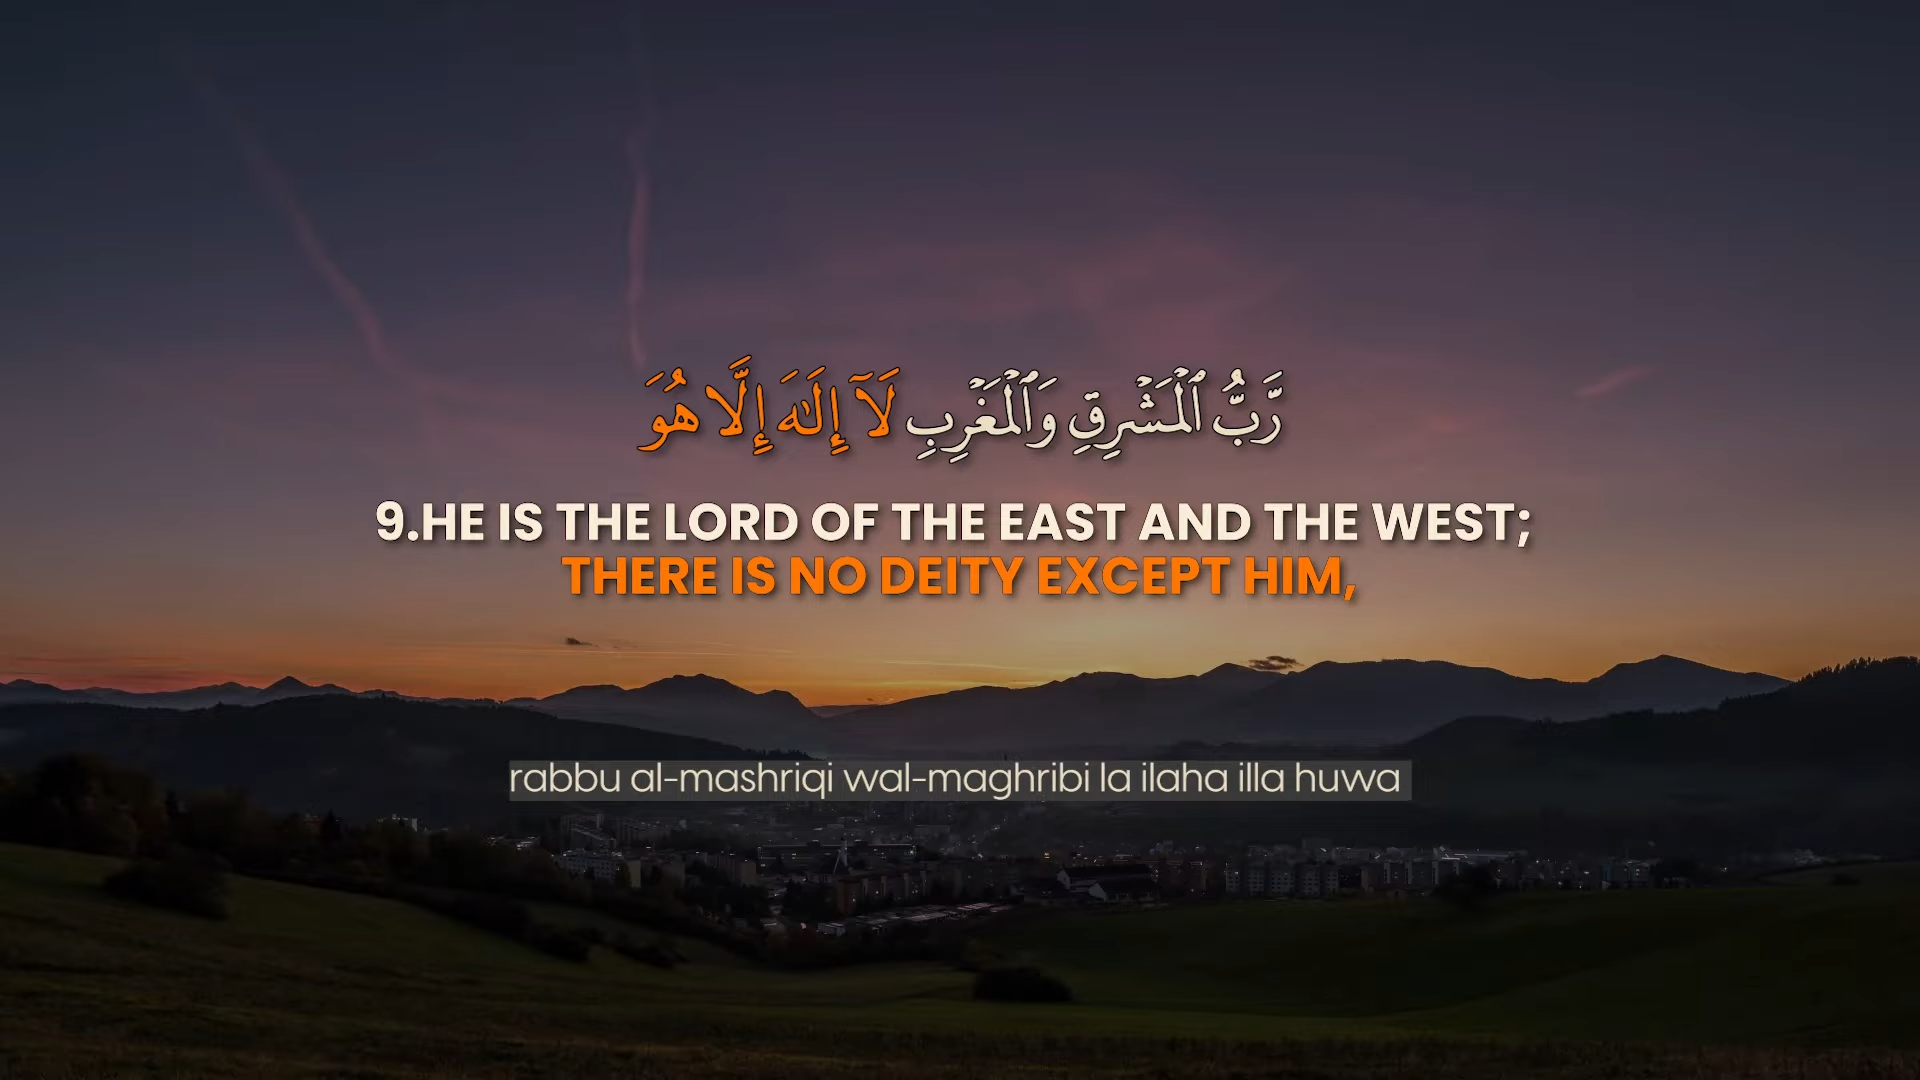 رَّبُّ ٱلْمَشْرِقِ وَٱلْمَغْرِبِ لَآ إِلَٰهَ إِلَّا هُوَ
9.HE IS THE LORD OF THE EAST AND THE WEST;
THERE IS NO DEITY EXCEPT HIM,
rabbu al-mashriqi wal-maghribi la ilaha illa huwa